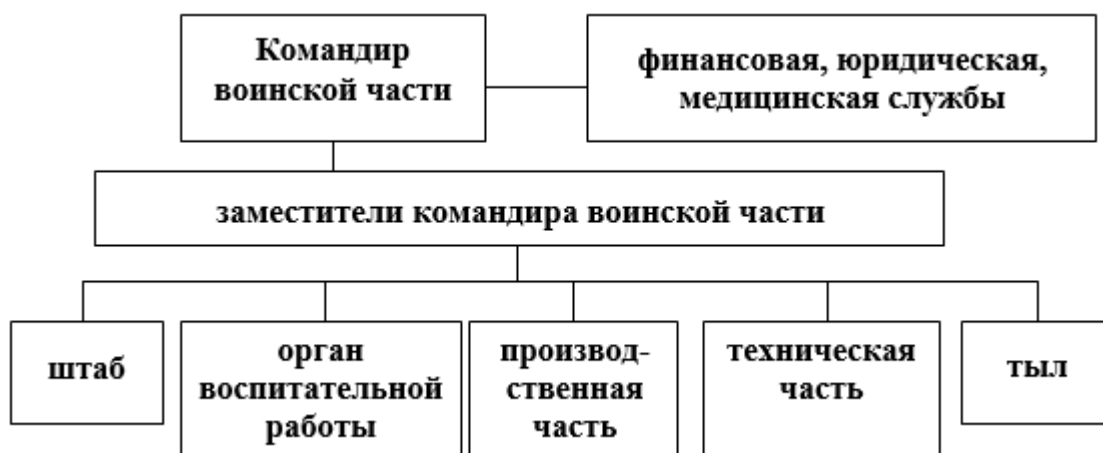 Командир
воинской части
финансовая, юридическая,
медицинская службы
заместители командира воинской части
штаб
орган
воспитательной
работы
производ-
ственная
часть
техническая
часть
тыл